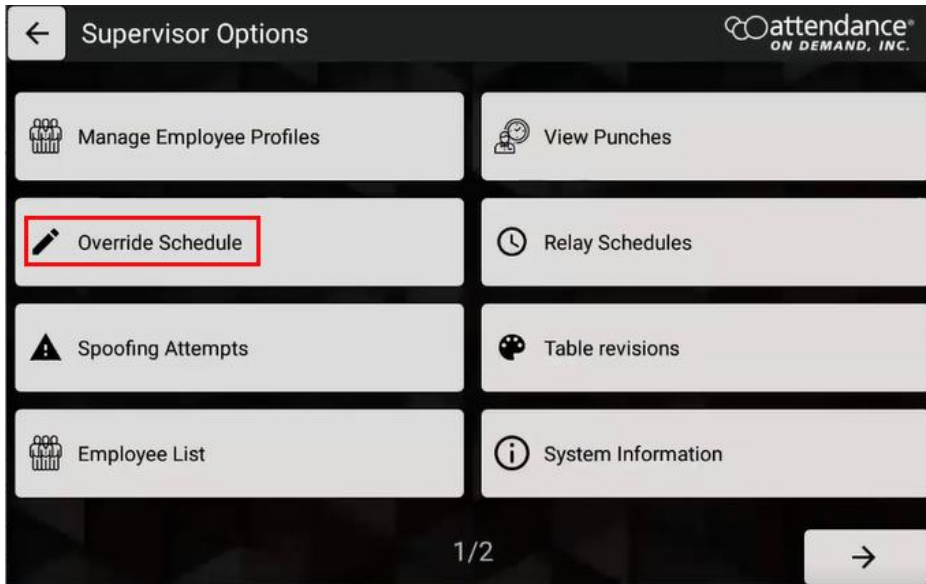 Supervisor Options
attendance®
ON DEMAND, INC.
Manage Employee Profiles
View Punches
Override Schedule
Relay Schedules
Spoofing Attempts
Table revisions
Employee List
System Information
1/2